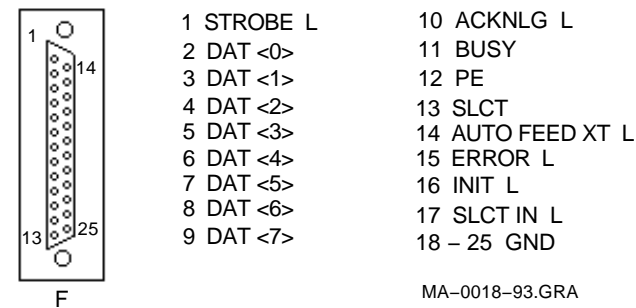 1
14
13
25
F
1 STROBE L
2 DAT <0>
3 DAT <1>
4 DAT <2>
5 DAT <3>
6 DAT <4>
7 DAT <5>
8 DAT <6>
9 DAT <7>
10 ACKNLG L
11 BUSY
12 PE
13 SLCT
14 AUTO FEED XT L
15 ERROR L
16 INIT L
17 SLCT IN L
18 – 25 GND
MA–0018–93.GRA